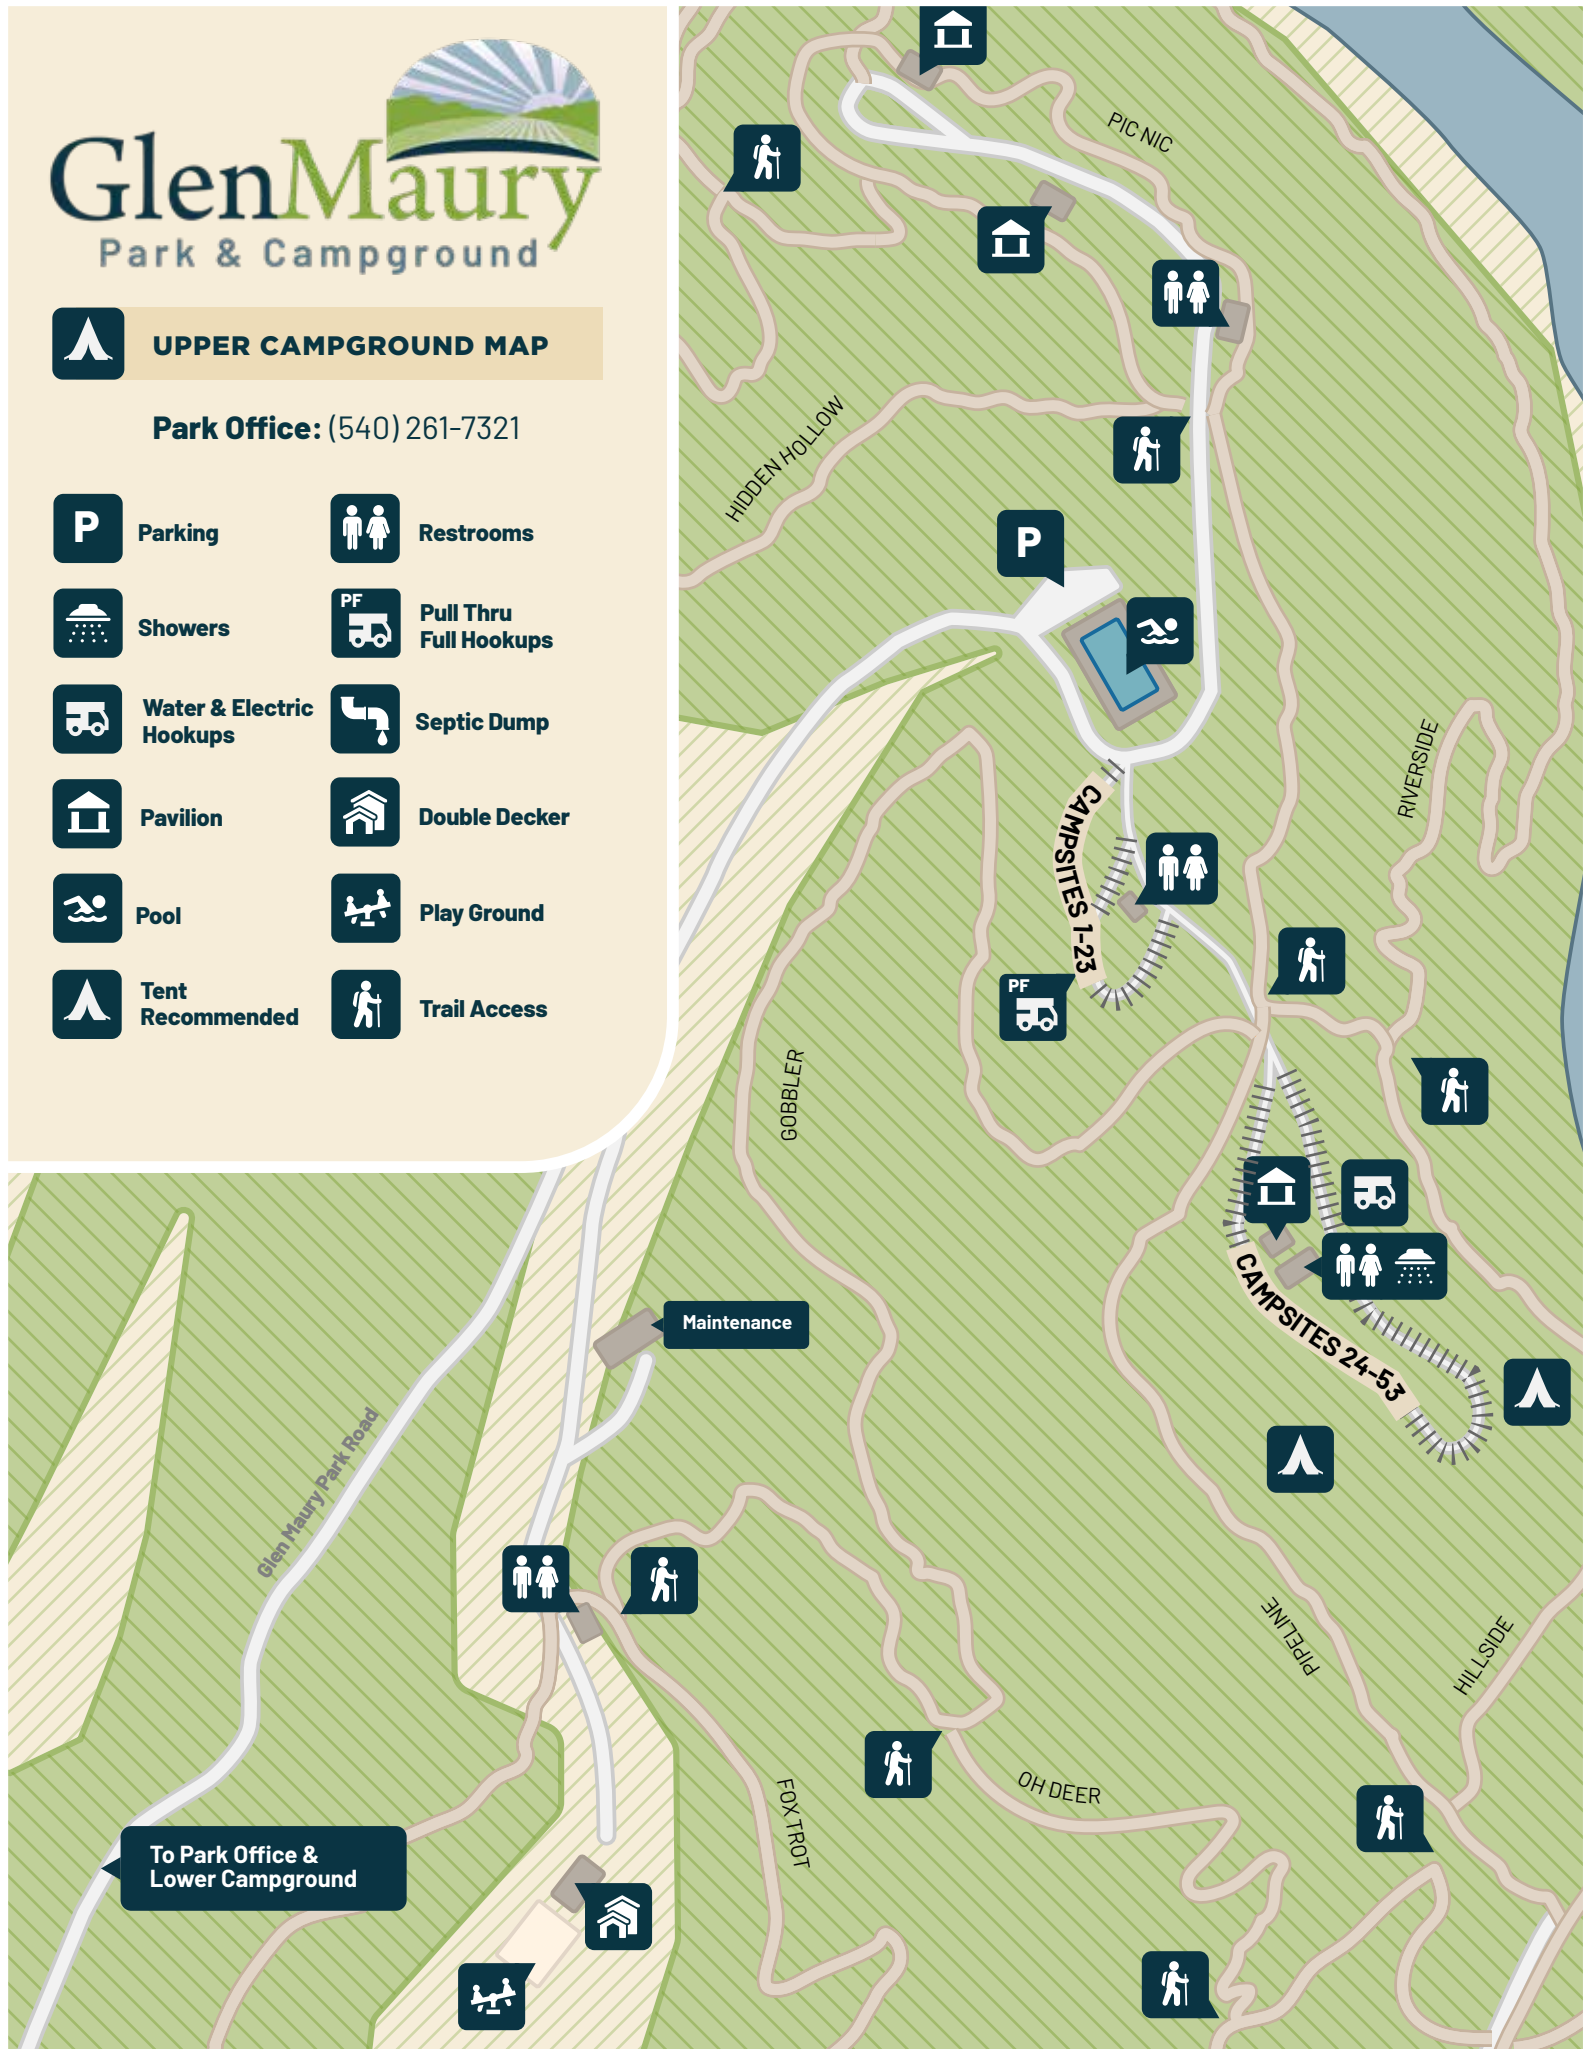 GlenMaury
Park & Campground
UPPER CAMPGROUND MAP
Park Office: (540) 261-7321
P
Parking
Restrooms
Showers
PF
Pull Thru
Full Hookups
Water & Electric
Hookups
Septic Dump
Pavilion
Double Decker
Pool
Play Ground
Tent
Recommended
Trail Access
PIC NIC
HIDDEN HOLLOW
P
RIVERSIDE
CAMPSITES 1-23
PF
GOBBLER
CAMPSITES 24-53
Maintenance
Glen Maury Park Road
PIPELINE
HILLSIDE
OH DEER
FOX TROT
To Park Office &
Lower Campground